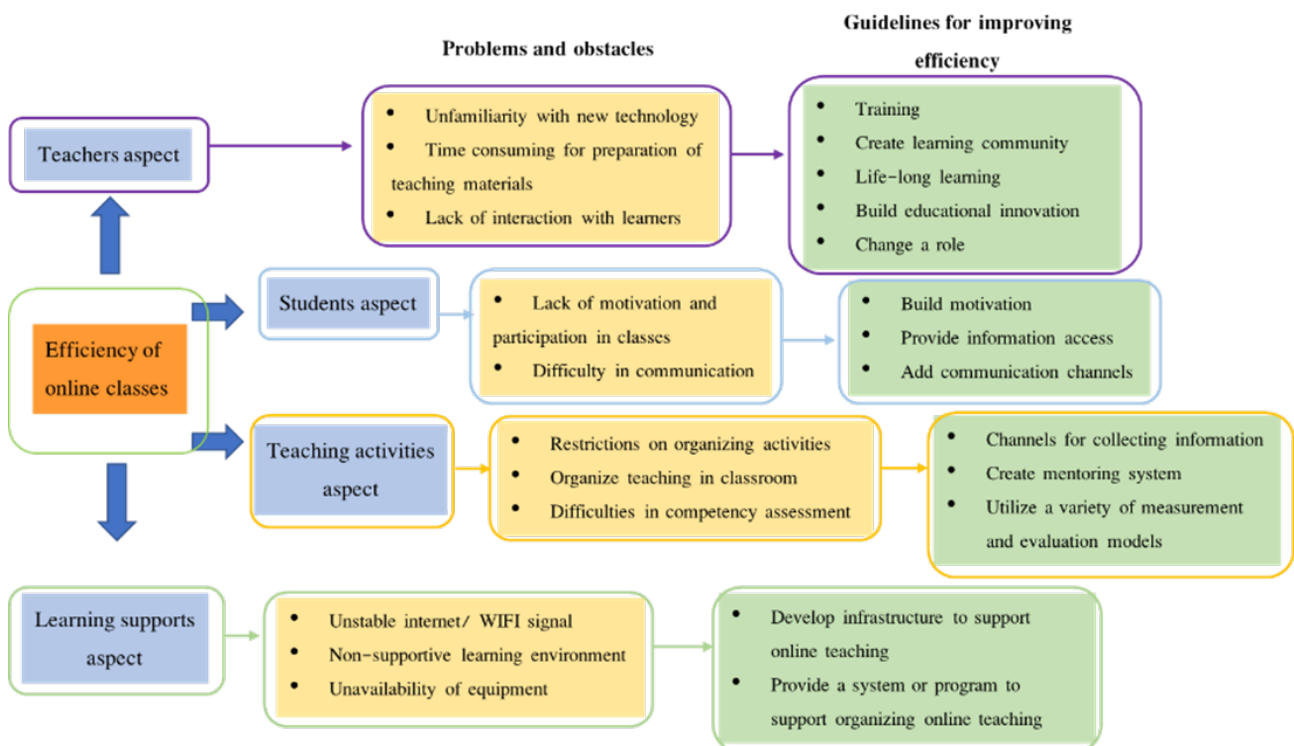 Problems and obstacles
Guidelines for improving
efficiency
Teachers aspect
• Unfamiliarity with new technology
• Time consuming for preparation of
teaching materials
• Lack of interaction with learners
• Training
• Create learning community
• Life-long learning
• Build educational innovation
• Change a role
Efficiency of
online classes
Students aspect
• Lack of motivation and
participation in classes
• Difficulty in communication
• Build motivation
• Provide information access
• Add communication channels
Teaching activities
aspect
• Restrictions on organizing activities
• Organize teaching in classroom
• Difficulties in competency assessment
• Channels for collecting information
• Create mentoring system
• Utilize a variety of measurement
and evaluation models
Learning supports
aspect
• Unstable internet/ WIFI signal
• Non-supportive learning environment
• Unavailability of equipment
• Develop infrastructure to support
online teaching
• Provide a system or program to
support organizing online teaching